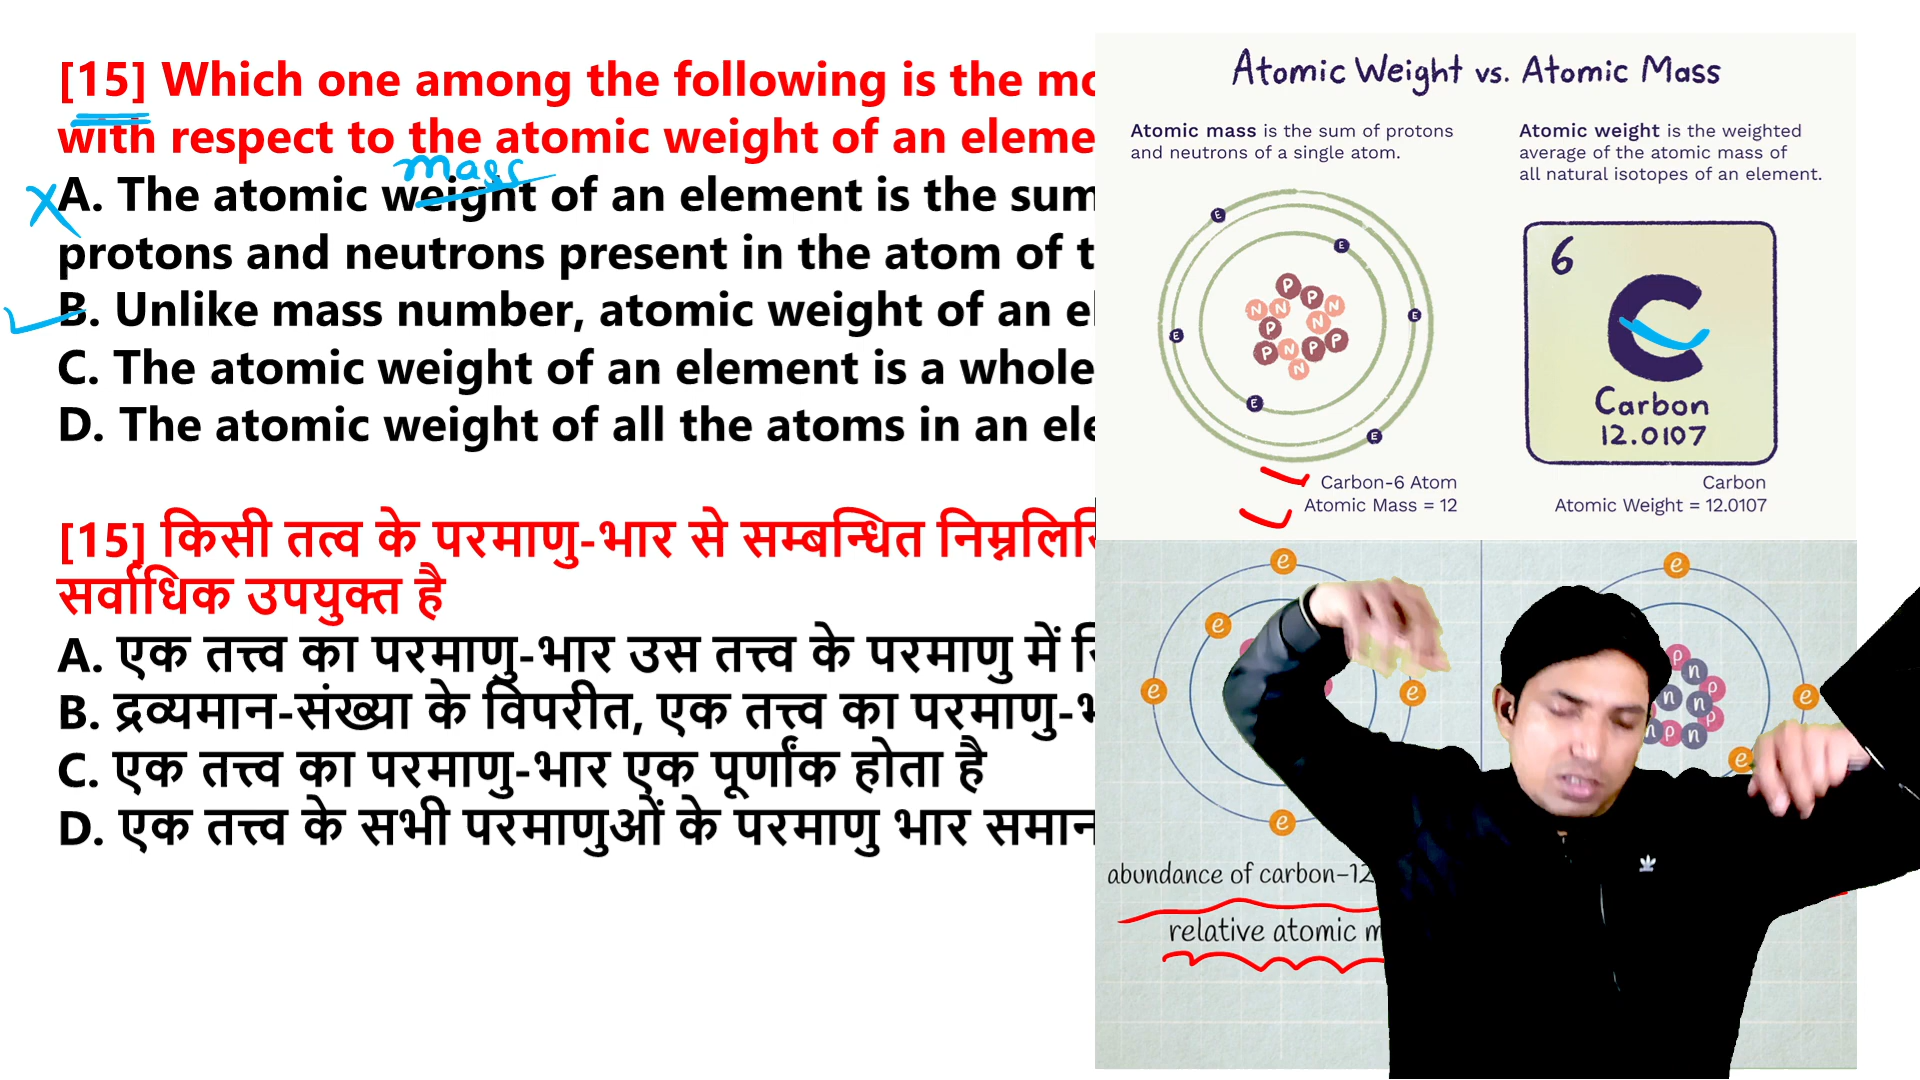 [15] Which one among the following is the
with respect to the atomic weight of an
mass
A. The atomic weight of an element is the sum
protons and neutrons present in the atom of
B. Unlike mass number, atomic weight of an
C. The atomic weight of an element is a whole
D. The atomic weight of all the atoms in an
[15] किसी तत्व के परमाणु-भार से सम्बन्धित
सर्वाधिक उपयुक्त है
A. एक तत्त्व का परमाणु-भार उस तत्त्व के परमाणु में
B. द्रव्यमान-संख्या के विपरीत, एक तत्त्व का
C. एक तत्त्व का परमाणु-भार एक पूर्णांक होता है
D. एक तत्त्व के सभी परमाणुओं के परमाणु भार समान
Atomic Weight vs. Atomic Mass
Atomic mass is the sum of protons
and neutrons of a single atom.
E
E
E
E
E
E
P
P
N
N
N
N
P
P
N
P
P
N
Carbon-6 Atom
Atomic Mass = 12
Atomic weight is the weighted
average of the atomic mass of
all natural isotopes of an element.
6
C
Carbon
12.0107
Carbon
Atomic Weight = 12.0107
e
e
e
e
e
e
e
e
p
n
p
n
n
p
n
p
n
abundance of carbon-12
relative atomic